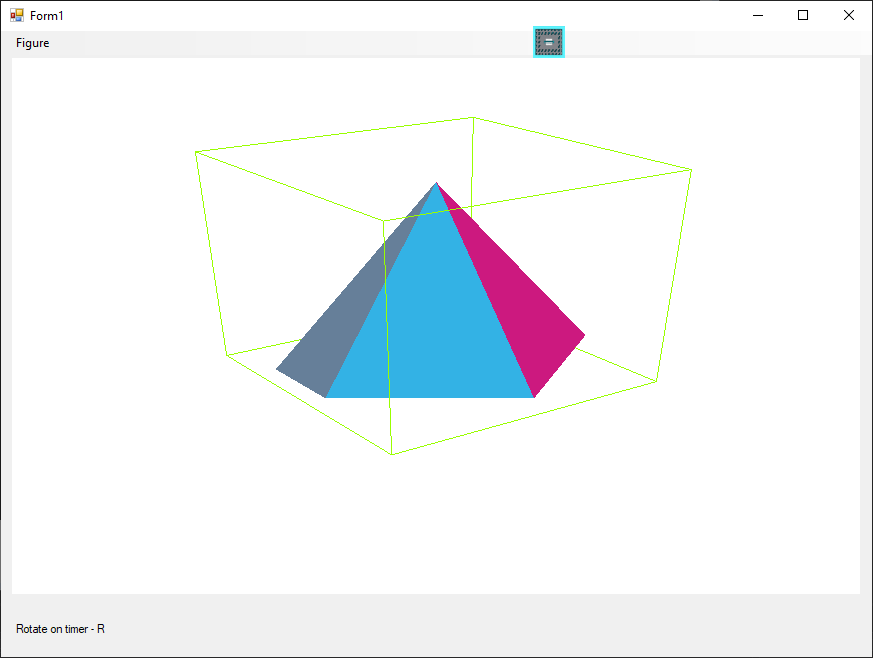 Form1
Figure
Rotate on timer - R